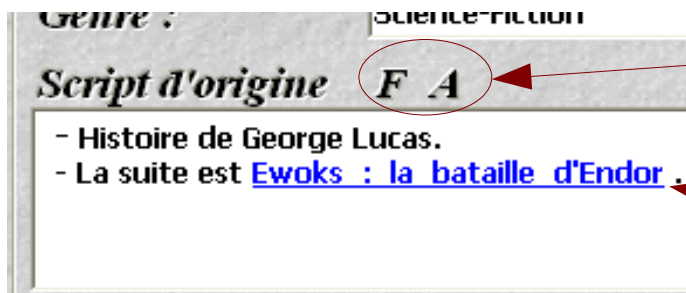 Genre : Science-Fiction
Script d'origine F A
- Histoire de George Lucas.
- La suite est Ewoks : la bataille d'Endor .